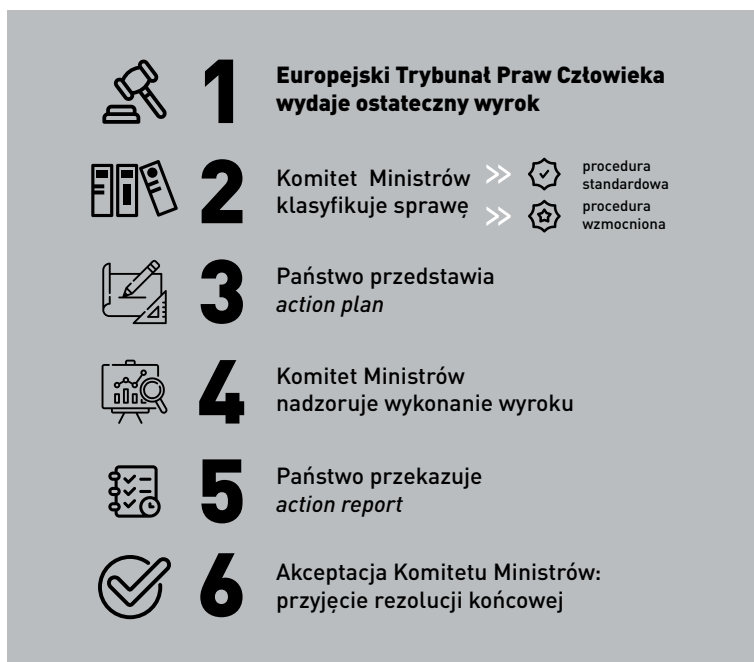 1
Europejski Trybunał Praw Człowieka
wydaje ostateczny wyrok
2
Komitet Ministrów
klasyfikuje sprawę
procedura
standardowa
procedura
wzmocniona
3
Państwo przedstawia
action plan
4
Komitet Ministrów
nadzoruje wykonanie wyroku
5
Państwo przekazuje
action report
6
Akceptacja Komitetu Ministrów:
przyjęcie rezolucji końcowej